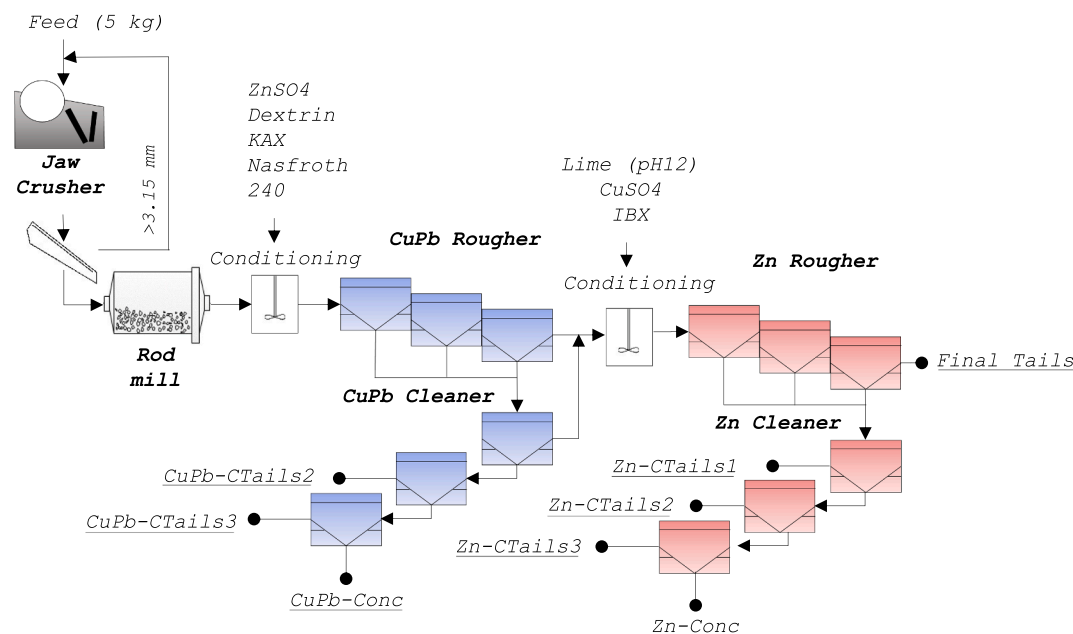 Feed (5 kg)
Jaw
Crusher
>3.15 mm
Rod
mill
ZnSO4
Dextrin
KAX
Nasfroth
240
Conditioning
CuPb Rougher
CuPb Cleaner
CuPb-CTails2
CuPb-CTails3
CuPb-Conc
Lime (pH12)
CuSO4
IBX
Conditioning
Zn Rougher
Final Tails
Zn Cleaner
Zn-CTails1
Zn-CTails2
Zn-CTails3
Zn-Conc